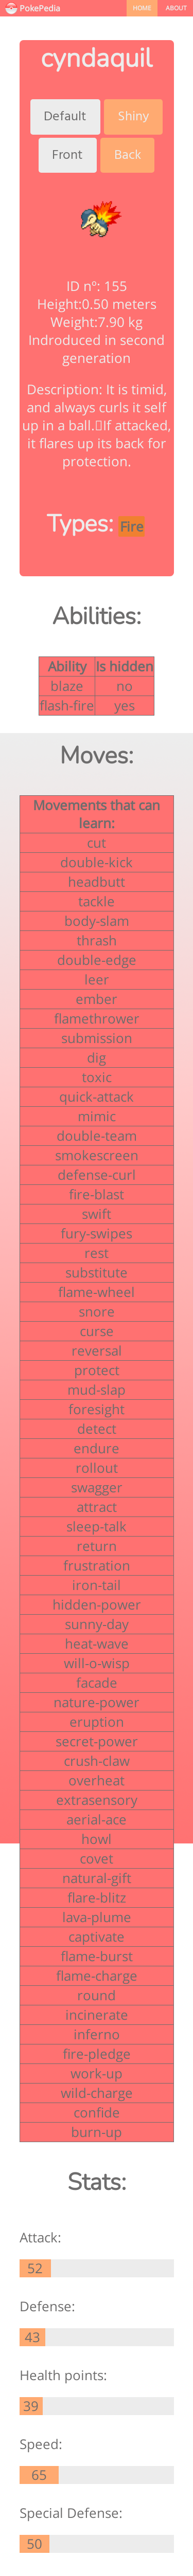 PokePedia HOME ABOUT
cyndaquil
Default Shiny
Front Back
ID nº: 155
Height:0.50 meters
Weight:7.90 kg
Indroduced in second
generation
Description: It is timid,
and always curls it self
up in a ball.If attacked,
it flares up its back for
protection.
Types: Fire
Abilities:
Ability Is hidden
blaze no
flash-fire yes
Moves:
Movements that can
learn:
cut
double-kick
headbutt
tackle
body-slam
thrash
double-edge
leer
ember
flamethrower
submission
dig
toxic
quick-attack
mimic
double-team
smokescreen
defense-curl
fire-blast
swift
fury-swipes
rest
substitute
flame-wheel
snore
curse
reversal
protect
mud-slap
foresight
detect
endure
rollout
swagger
attract
sleep-talk
return
frustration
iron-tail
hidden-power
sunny-day
heat-wave
will-o-wisp
facade
nature-power
eruption
secret-power
crush-claw
overheat
extrasensory
aerial-ace
howl
covet
natural-gift
flare-blitz
lava-plume
captivate
flame-burst
flame-charge
round
incinerate
inferno
fire-pledge
work-up
wild-charge
confide
burn-up
Stats:
Attack:
52
Defense:
43
Health points:
39
Speed:
65
Special Defense:
50